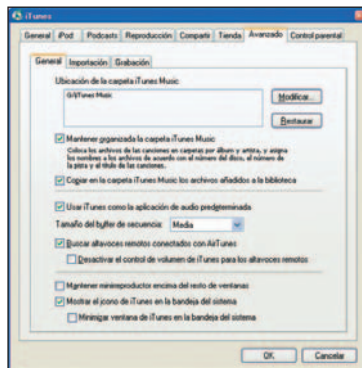 iTunes
General iPod Podcasts Reproducción Compartir Tienda Avanzado Control parental
General Importación Grabación
Ubicación de la carpeta iTunes Music
G:\iTunes Music
Modificar...
Restaurar
Mantener organizada la carpeta iTunes Music
Coloca los archivos de las canciones en carpetas por álbum y artista, y asigna
los nombres a los archivos de acuerdo con el número del disco, el número de
la pista y el título de las canciones.
Copiar en la carpeta iTunes Music los archivos añadidos a la biblioteca
Usar iTunes como la aplicación de audio predeterminada
Tamaño del buffer de secuencia: Media
Buscar altavoces remotos conectados con AirTunes
Desactivar el control de volumen de iTunes para los altavoces remotos
Mantener minirreproductor encima del resto de ventanas
Mostrar el icono de iTunes en la bandeja del sistema
Minimizar ventana de iTunes en la bandeja del sistema
OK Cancelar